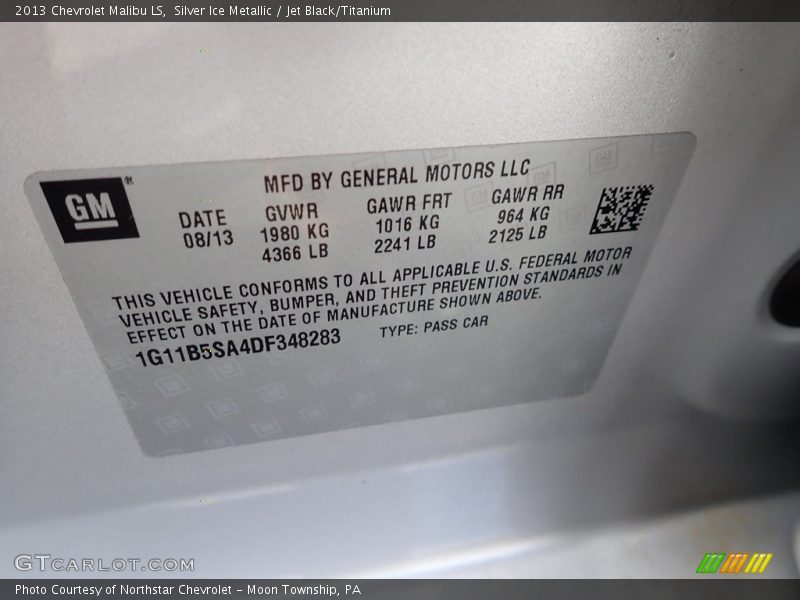 2013 Chevrolet Malibu LS, Silver Ice Metallic / Jet Black/Titanium
GM®
MFD BY GENERAL MOTORS LLC
DATE GVWR GAWR FRT GAWR RR
08/13 1980 KG 1016 KG 964 KG
4366 LB 2241 LB 2125 LB
THIS VEHICLE CONFORMS TO ALL APPLICABLE U.S. FEDERAL MOTOR
VEHICLE SAFETY, BUMPER, AND THEFT PREVENTION STANDARDS IN
EFFECT ON THE DATE OF MANUFACTURE SHOWN ABOVE.
1G11B5SA4DF348283 TYPE: PASS CAR
GTCARLOT.COM
Photo Courtesy of Northstar Chevrolet - Moon Township, PA